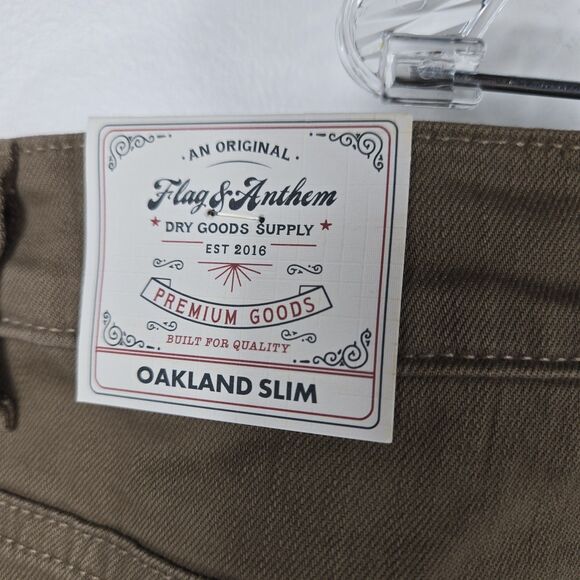 · AN ORIGINAL ·
Flag & Anthem
★ DRY GOODS SUPPLY ★
EST 2016
PREMIUM GOODS
BUILT FOR QUALITY
OAKLAND SLIM